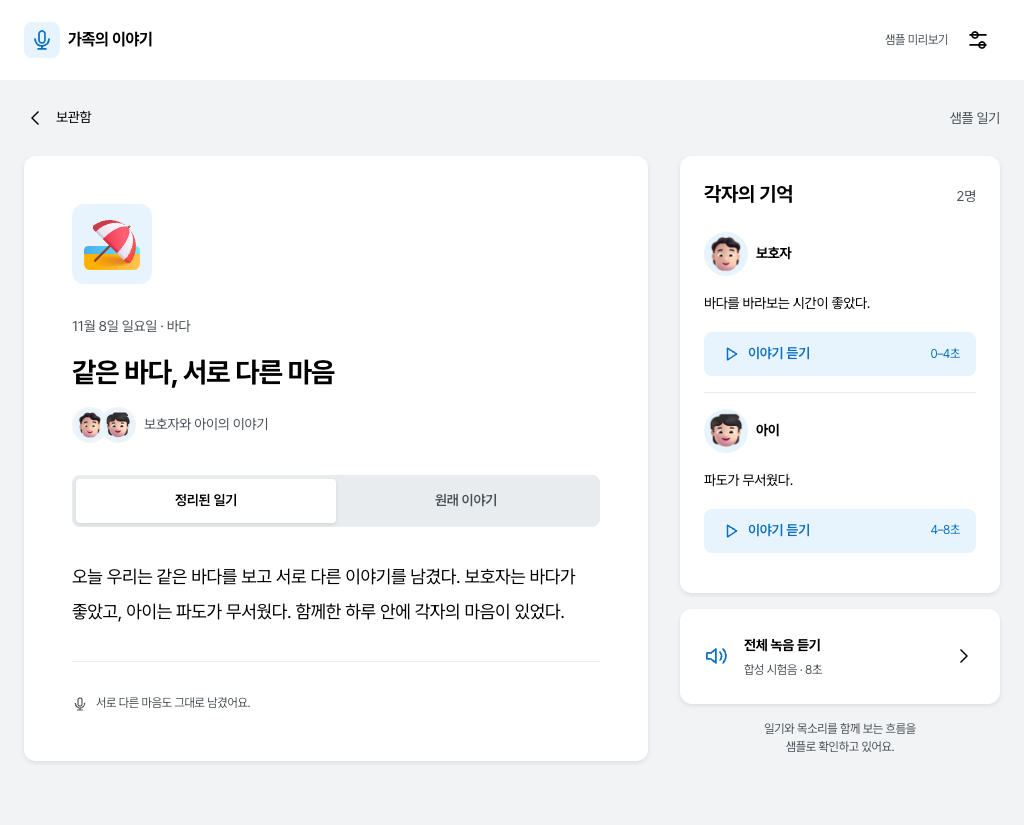 가족의 이야기
샘플 미리보기
보관함
샘플 일기
11월 8일 일요일 · 바다
같은 바다, 서로 다른 마음
보호자와 아이의 이야기
정리된 일기
원래 이야기
오늘 우리는 같은 바다를 보고 서로 다른 이야기를 남겼다. 보호자는 바다가
좋았고, 아이는 파도가 무서웠다. 함께한 하루 안에 각자의 마음이 있었다.
서로 다른 마음도 그대로 남겼어요.
각자의 기억
2명
보호자
바다를 바라보는 시간이 좋았다.
이야기 듣기
0–4초
아이
파도가 무서웠다.
이야기 듣기
4–8초
전체 녹음 듣기
합성 시험음 · 8초
일기와 목소리를 함께 보는 흐름을
샘플로 확인하고 있어요.